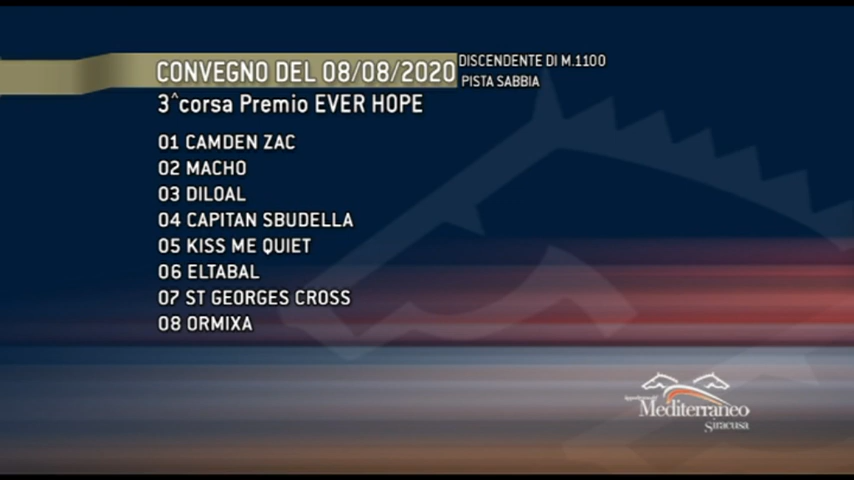 CONVEGNO DEL 08/08/2020
DISCENDENTE DI M.1100
PISTA SABBIA
3^corsa Premio EVER HOPE
01 CAMDEN ZAC
02 MACHO
03 DILOAL
04 CAPITAN SBUDELLA
05 KISS ME QUIET
06 ELTABAL
07 ST GEORGES CROSS
08 ORMIXA
Mediterraneo
Siracusa